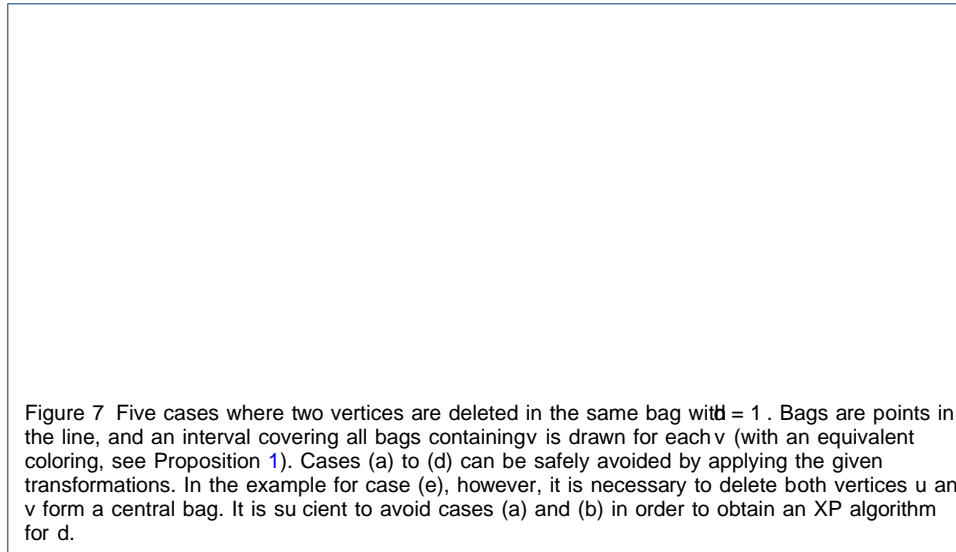 Figure 7 Five cases where two vertices are deleted in the same bag with d = 1 . Bags are points in
the line, and an interval covering all bags containingv is drawn for each v (with an equivalent
coloring, see Proposition 1). Cases (a) to (d) can be safely avoided by applying the given
transformations. In the example for case (e), however, it is necessary to delete both vertices u an
v form a central bag. It is su cient to avoid cases (a) and (b) in order to obtain an XP algorithm
for d.